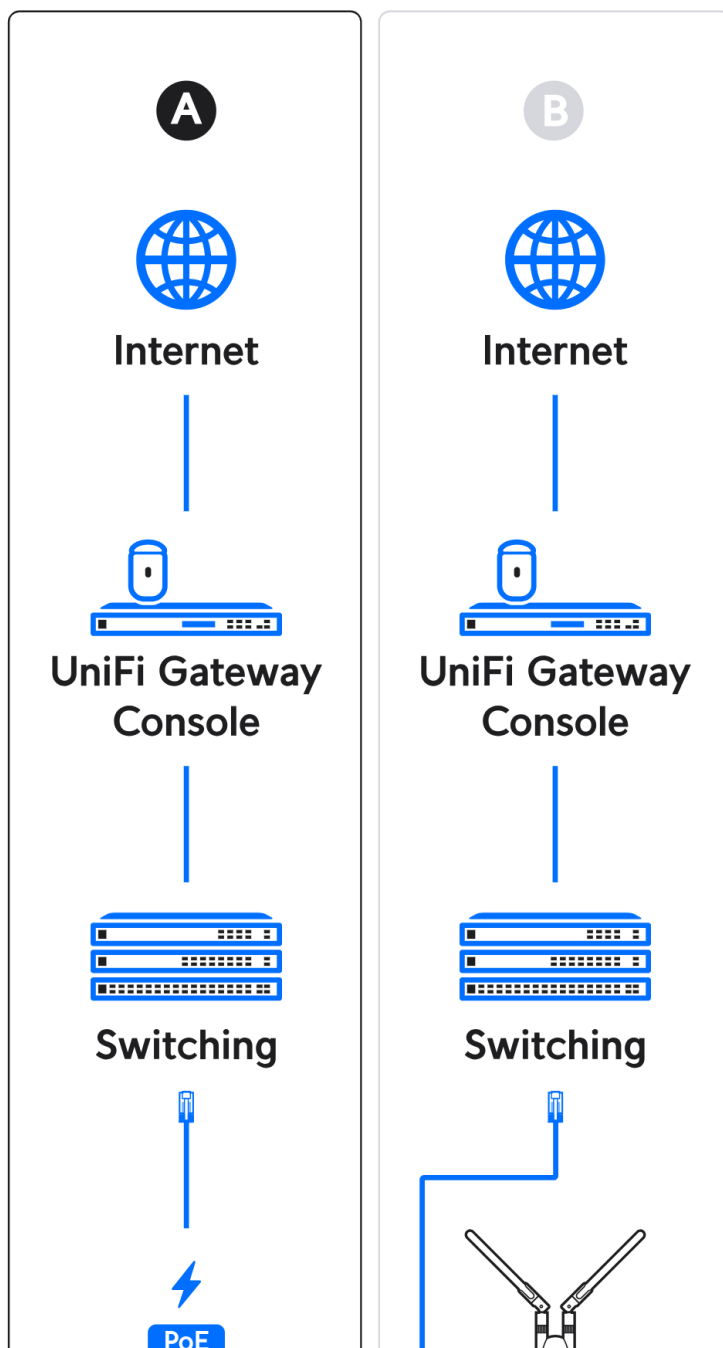 A
Internet
UniFi Gateway
Console
Switching
PoE
B
Internet
UniFi Gateway
Console
Switching